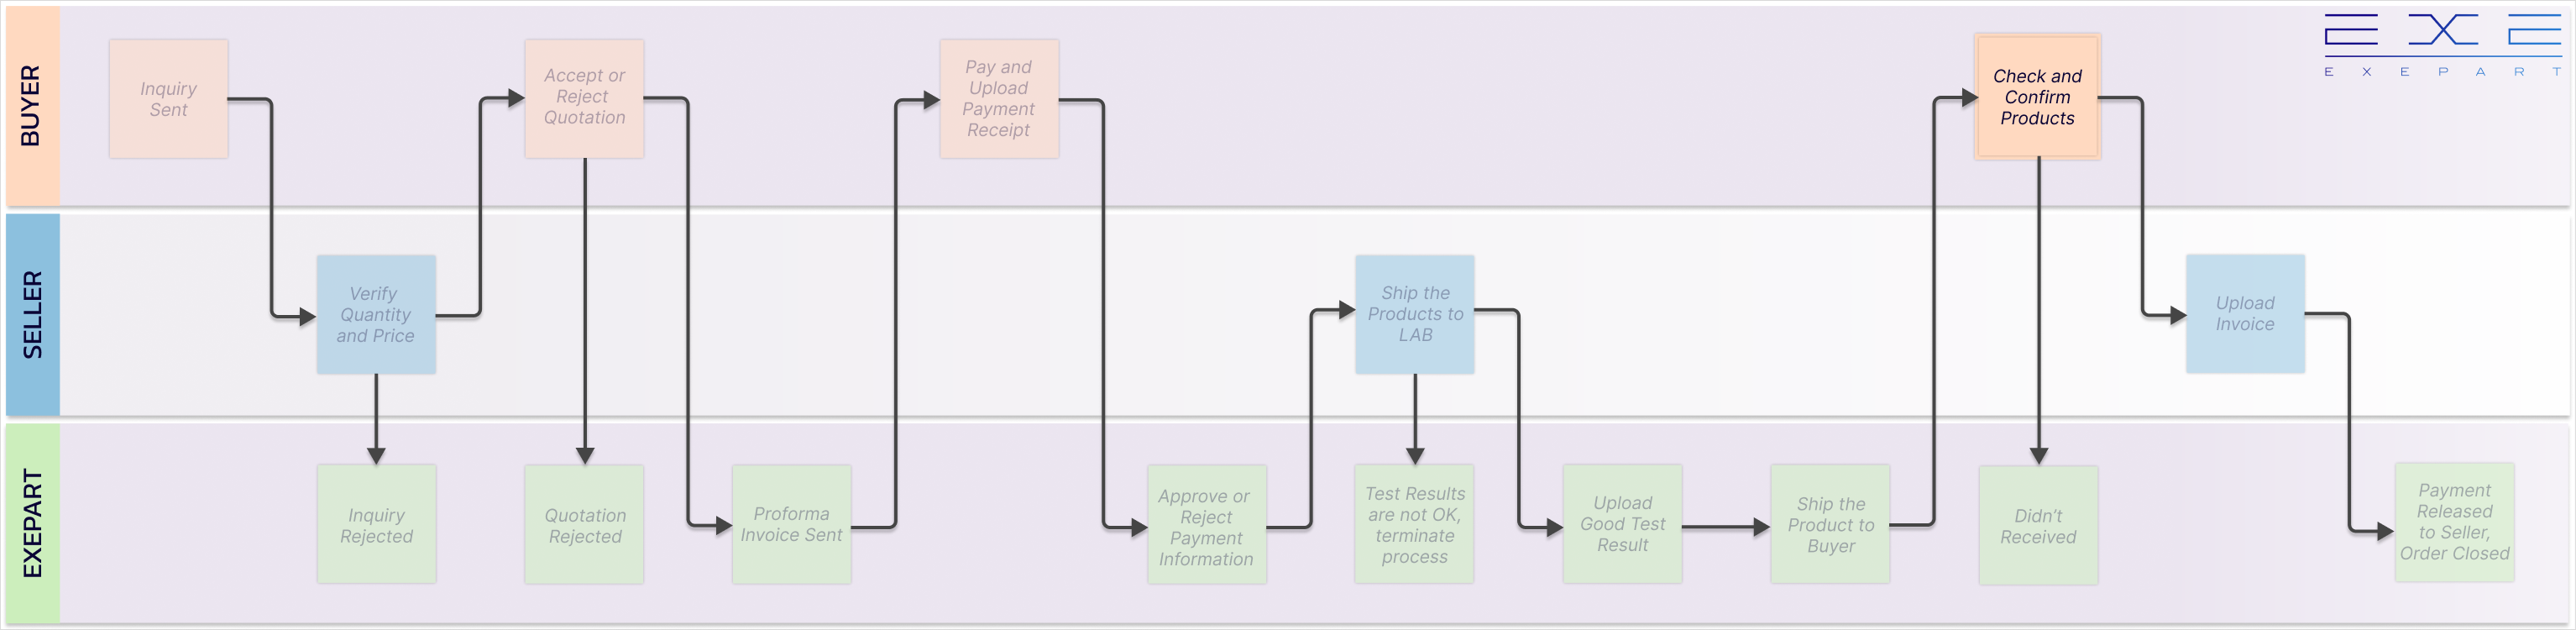 BUYER
Inquiry
Sent
Accept or
Reject
Quotation
Pay and
Upload
Payment
Receipt
Check and
Confirm
Products
EXE
EXEPART
SELLER
Verify
Quantity
and Price
Ship the
Products to
LAB
Upload
Invoice
EXEPART
Inquiry
Rejected
Quotation
Rejected
Proforma
Invoice Sent
Approve or
Reject
Payment
Information
Test Results
are not OK,
terminate
process
Upload
Good Test
Result
Ship the
Product to
Buyer
Didn't
Received
Payment
Released
to Seller,
Order Closed